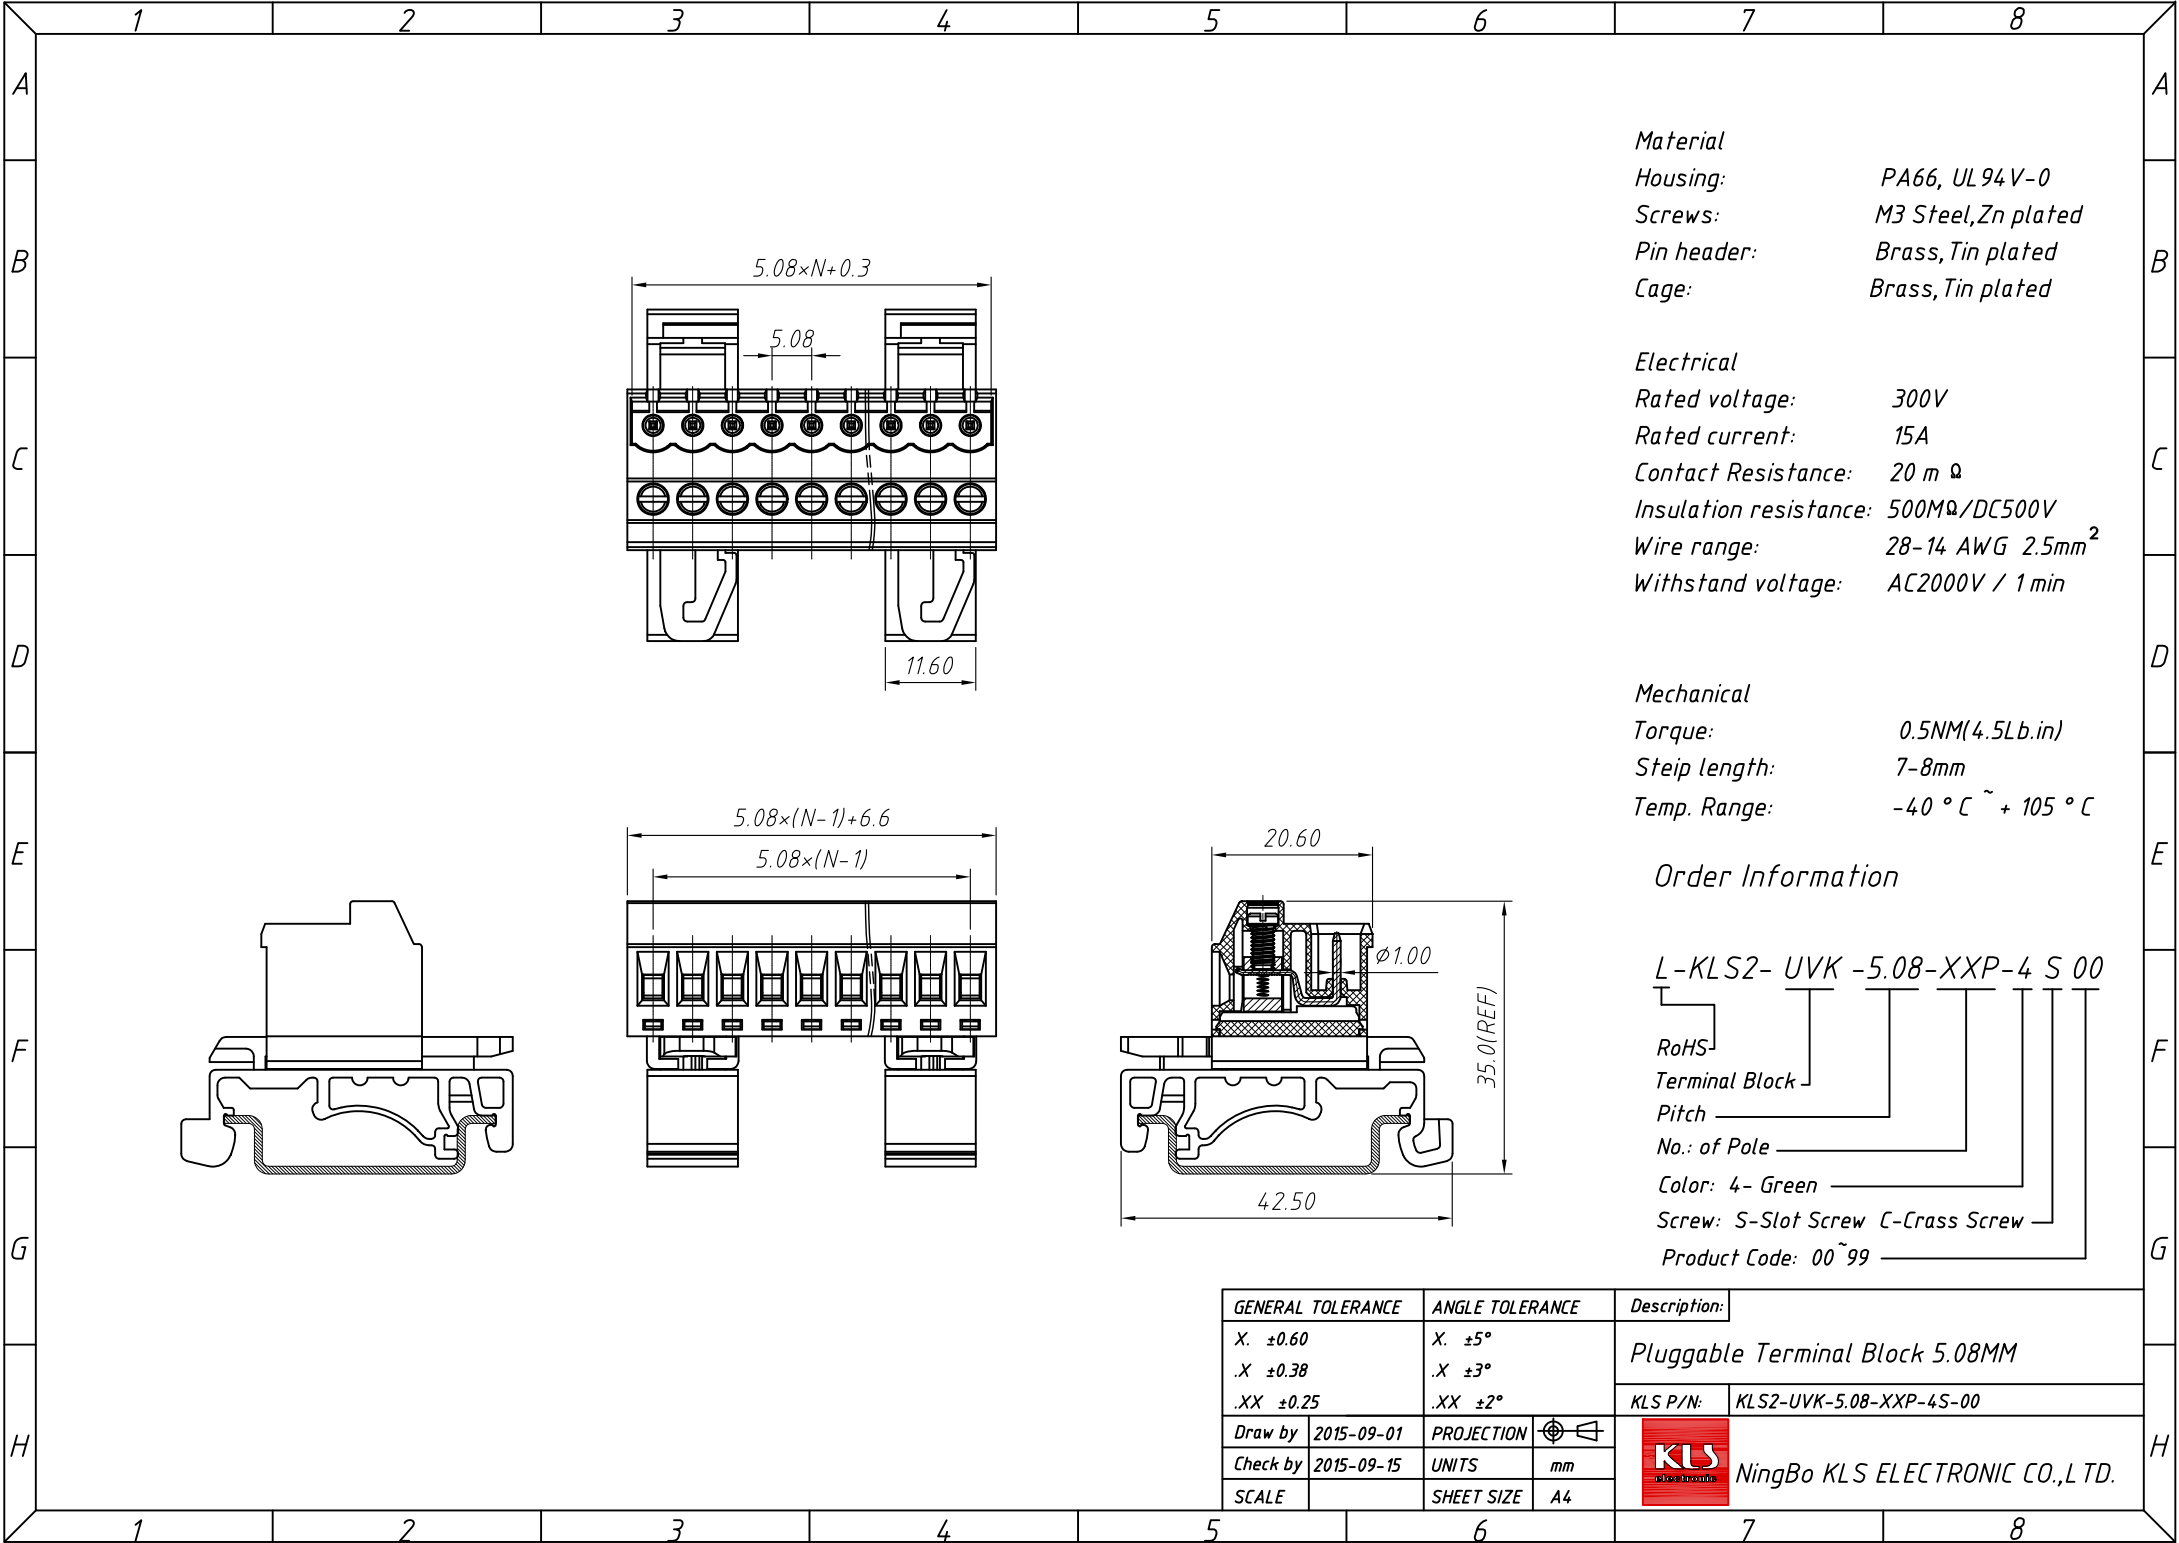 1 2 3 4 5 6 7 8
A A
B B
C C
D D
E E
F F
G G
H H
5.08×N+0.3
5.08
11.60
5.08×(N-1)+6.6
5.08×(N-1)
20.60
ø1.00
35.0(REF)
42.50
Material
Housing: PA66, UL94V-0
Screws: M3 Steel,Zn plated
Pin header: Brass,Tin plated
Cage: Brass,Tin plated
Electrical
Rated voltage: 300V
Rated current: 15A
Contact Resistance: 20 m Ω
Insulation resistance: 500MΩ/DC500V
Wire range: 28-14 AWG 2.5mm²
Withstand voltage: AC2000V / 1 min
Mechanical
Torque: 0.5NM(4.5Lb.in)
Steip length: 7-8mm
Temp. Range: -40 °C ~ + 105 °C
Order Information
L-KLS2- UVK -5.08-XXP-4 S 00
RoHS
Terminal Block
Pitch
No.: of Pole
Color: 4- Green
Screw: S-Slot Screw C-Crass Screw
Product Code: 00~99
GENERAL TOLERANCE ANGLE TOLERANCE Description:
X. ±0.60 X. ±5°
.X ±0.38 .X ±3°
.XX ±0.25 .XX ±2°
Pluggable Terminal Block 5.08MM
KLS P/N: KLS2-UVK-5.08-XXP-4S-00
Draw by 2015-09-01 PROJECTION
Check by 2015-09-15 UNITS mm
SCALE SHEET SIZE A4
KLS
electronic
NingBo KLS ELECTRONIC CO.,LTD.
1 2 3 4 5 6 7 8